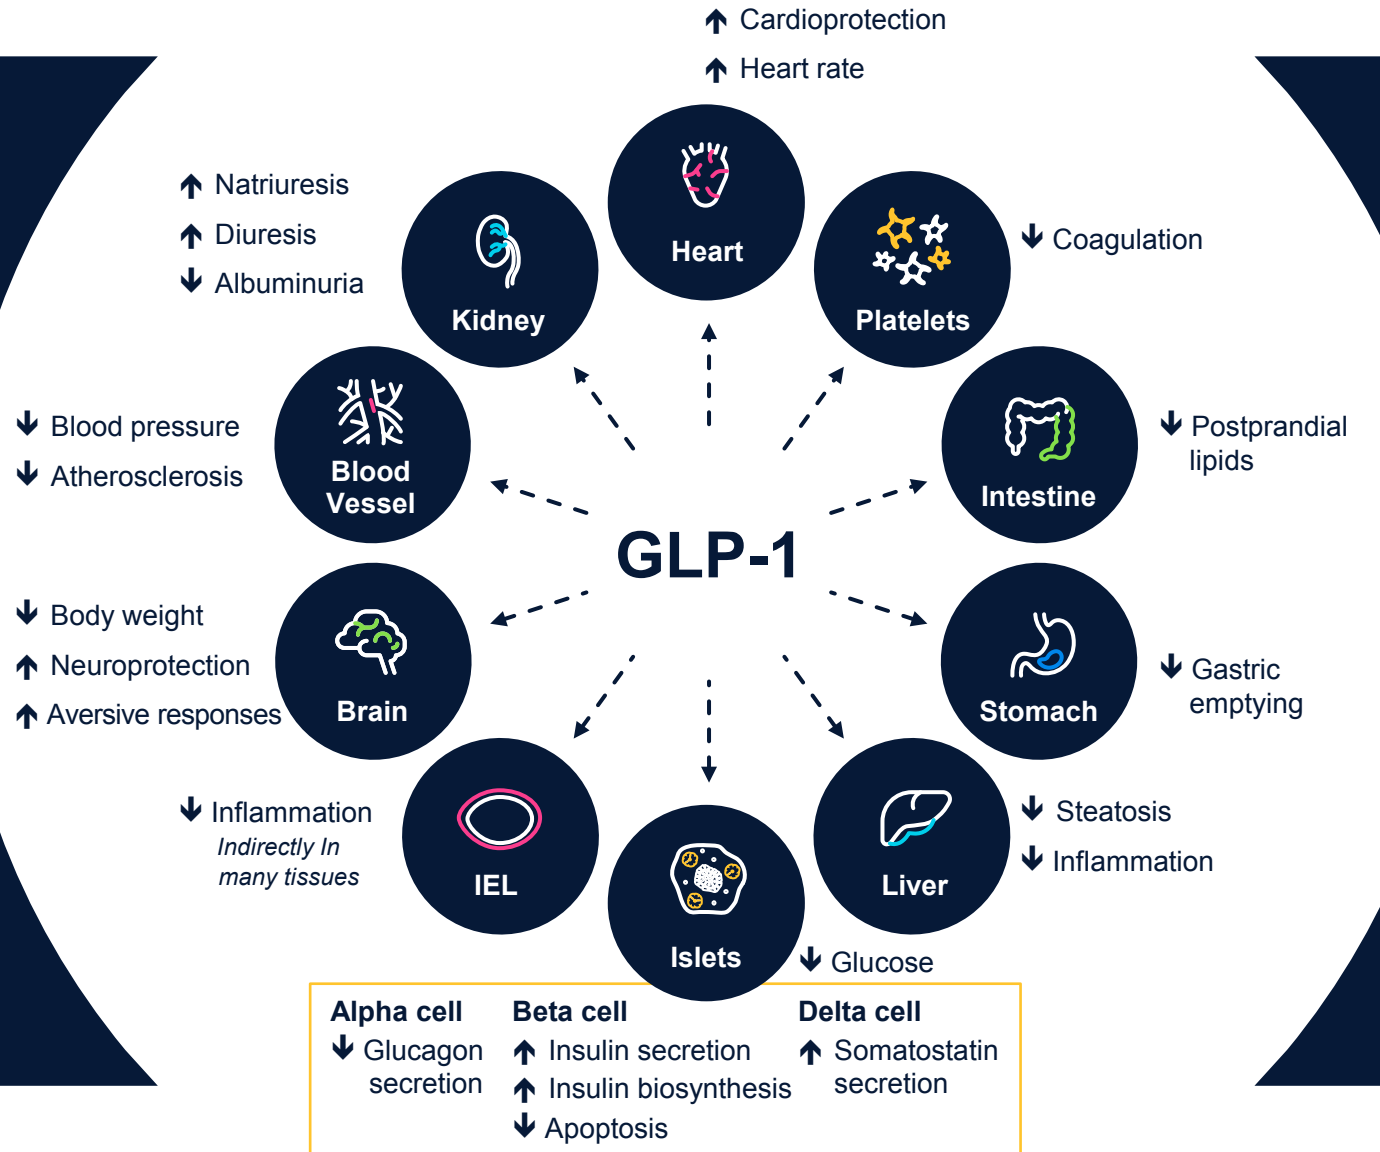 ↑ Cardioprotection
↑ Heart rate
Heart
↑ Natriuresis
↑ Diuresis
↓ Albuminuria
Kidney
Platelets
↓ Coagulation
↓ Blood pressure
↓ Atherosclerosis
Blood
Vessel
Intestine
↓ Postprandial
lipids
GLP-1
↓ Body weight
↑ Neuroprotection
↑ Aversive responses
Brain
Stomach
↓ Gastric
emptying
↓ Inflammation
Indirectly In
many tissues
IEL
Liver
↓ Steatosis
↓ Inflammation
Islets
↓ Glucose
Alpha cell
↓ Glucagon
secretion
Beta cell
↑ Insulin secretion
↑ Insulin biosynthesis
↓ Apoptosis
Delta cell
↑ Somatostatin
secretion